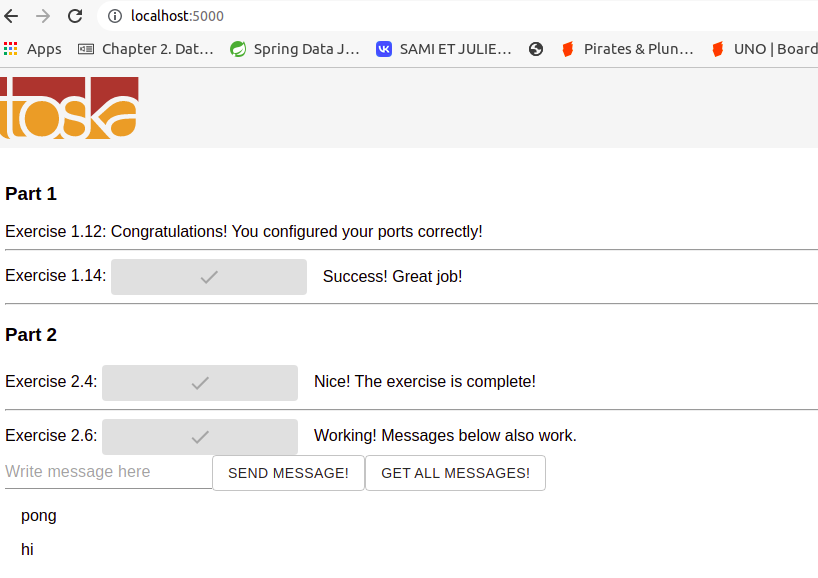 localhost:5000
Apps Chapter 2. Dat... Spring Data J... SAMI ET JULIE... Pirates & Plun... UNO | Board
toska
Part 1
Exercise 1.12: Congratulations! You configured your ports correctly!
Exercise 1.14: Success! Great job!
Part 2
Exercise 2.4: Nice! The exercise is complete!
Exercise 2.6: Working! Messages below also work.
Write message here SEND MESSAGE! GET ALL MESSAGES!
pong
hi